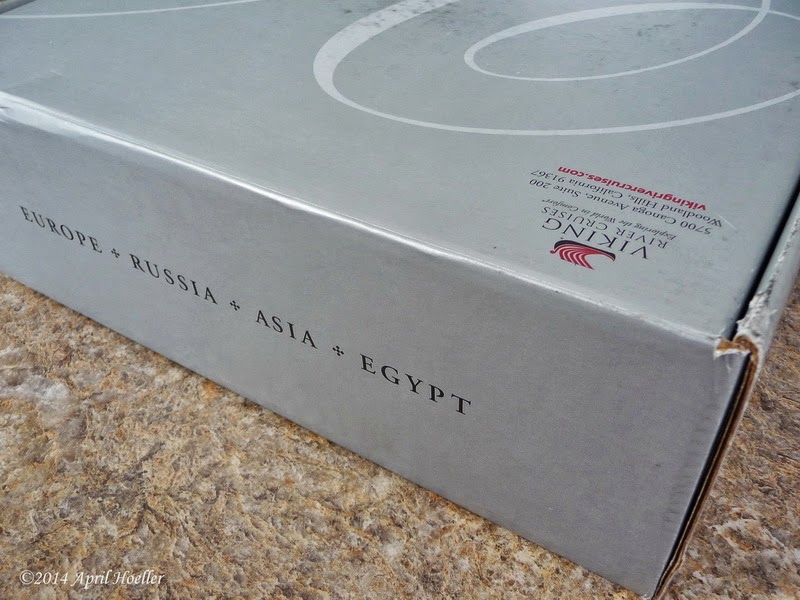 VIKING
RIVER CRUISES
Exploring the World in Comfort®
5700 Canoga Avenue, Suite 200
Woodland Hills, California 91367
vikingrivercruises.com
EUROPE ✣ RUSSIA ✣ ASIA ✣ EGYPT
©2014 April Hoeller